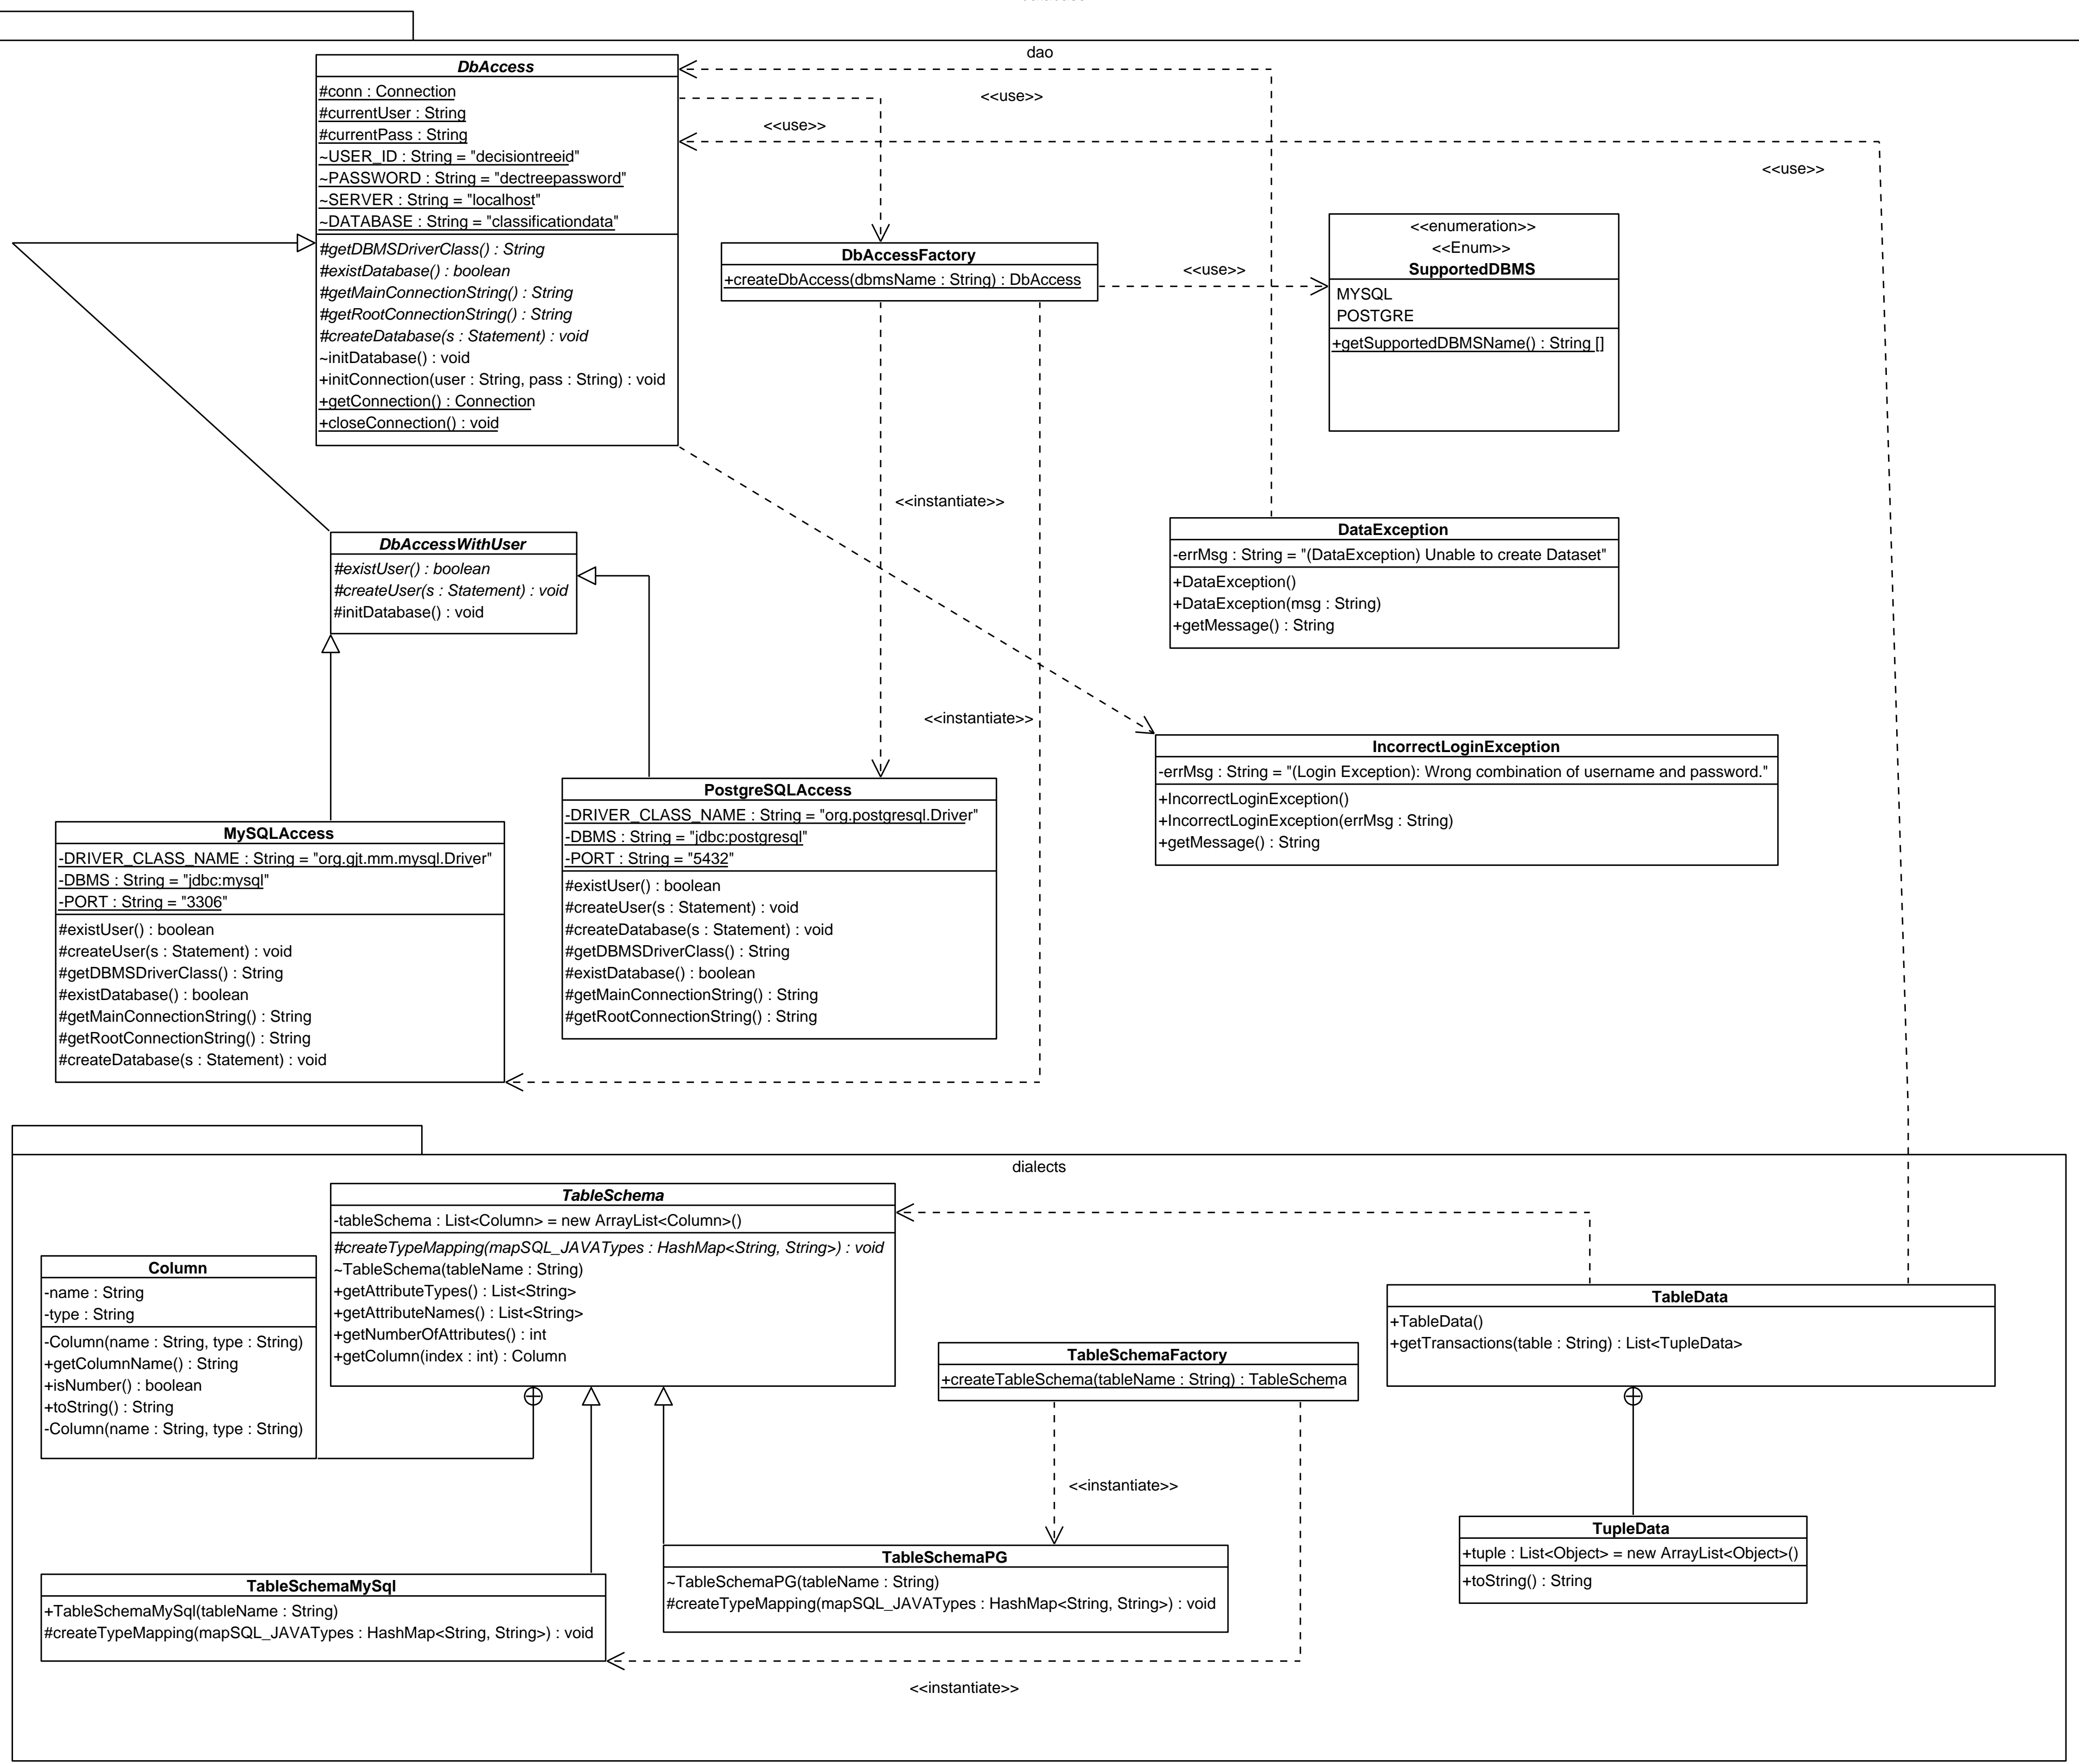 dao
DbAccess
#conn : Connection
#currentUser : String
#currentPass : String
~USER_ID : String = "decisiontreeid"
~PASSWORD : String = "dectreepassword"
~SERVER : String = "localhost"
~DATABASE : String = "classificationdata"
#getDBMSDriverClass() : String
#existDatabase() : boolean
#getMainConnectionString() : String
#getRootConnectionString() : String
#createDatabase(s : Statement) : void
~initDatabase() : void
+initConnection(user : String, pass : String) : void
+getConnection() : Connection
+closeConnection() : void
<<use>>
<<use>>
<<use>>
DbAccessFactory
+createDbAccess(dbmsName : String) : DbAccess
<<use>>
<<enumeration>>
<<Enum>>
SupportedDBMS
MYSQL
POSTGRE
+getSupportedDBMSName() : String []
<<instantiate>>
DataException
-errMsg : String = "(DataException) Unable to create Dataset"
+DataException()
+DataException(msg : String)
+getMessage() : String
DbAccessWithUser
#existUser() : boolean
#createUser(s : Statement) : void
#initDatabase() : void
<<instantiate>>
IncorrectLoginException
-errMsg : String = "(Login Exception): Wrong combination of username and password."
+IncorrectLoginException()
+IncorrectLoginException(errMsg : String)
+getMessage() : String
PostgreSQLAccess
-DRIVER_CLASS_NAME : String = "org.postgresql.Driver"
-DBMS : String = "jdbc:postgresql"
-PORT : String = "5432"
#existUser() : boolean
#createUser(s : Statement) : void
#createDatabase(s : Statement) : void
#getDBMSDriverClass() : String
#existDatabase() : boolean
#getMainConnectionString() : String
#getRootConnectionString() : String
MySQLAccess
-DRIVER_CLASS_NAME : String = "org.gjt.mm.mysql.Driver"
-DBMS : String = "jdbc:mysql"
-PORT : String = "3306"
#existUser() : boolean
#createUser(s : Statement) : void
#getDBMSDriverClass() : String
#existDatabase() : boolean
#getMainConnectionString() : String
#getRootConnectionString() : String
#createDatabase(s : Statement) : void
dialects
TableSchema
-tableSchema : List<Column> = new ArrayList<Column>()
#createTypeMapping(mapSQL_JAVATypes : HashMap<String, String>) : void
~TableSchema(tableName : String)
+getAttributeTypes() : List<String>
+getAttributeNames() : List<String>
+getNumberOfAttributes() : int
+getColumn(index : int) : Column
Column
-name : String
-type : String
-Column(name : String, type : String)
+getColumnName() : String
+isNumber() : boolean
+toString() : String
-Column(name : String, type : String)
TableData
+TableData()
+getTransactions(table : String) : List<TupleData>
TableSchemaFactory
+createTableSchema(tableName : String) : TableSchema
<<instantiate>>
TupleData
+tuple : List<Object> = new ArrayList<Object>()
+toString() : String
TableSchemaPG
~TableSchemaPG(tableName : String)
#createTypeMapping(mapSQL_JAVATypes : HashMap<String, String>) : void
TableSchemaMySql
+TableSchemaMySql(tableName : String)
#createTypeMapping(mapSQL_JAVATypes : HashMap<String, String>) : void
<<instantiate>>